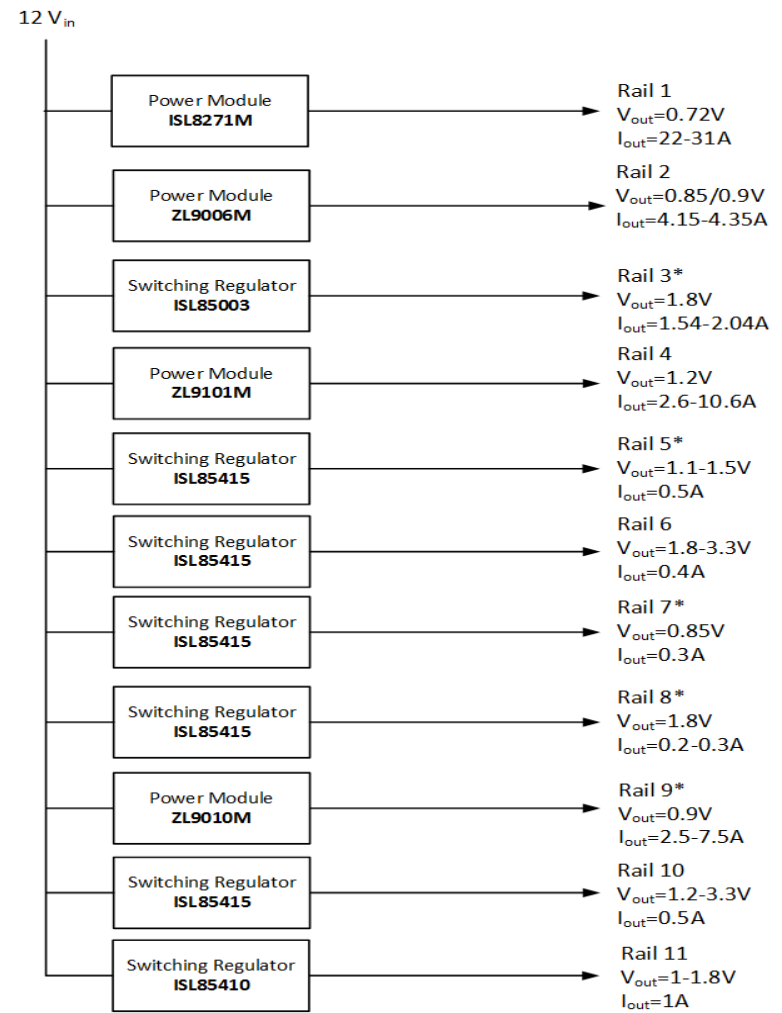 12 Vin
Power Module
ISL8271M
Rail 1
Vout=0.72V
Iout=22-31A
Power Module
ZL9006M
Rail 2
Vout=0.85/0.9V
Iout=4.15-4.35A
Switching Regulator
ISL85003
Rail 3*
Vout=1.8V
Iout=1.54-2.04A
Power Module
ZL9101M
Rail 4
Vout=1.2V
Iout=2.6-10.6A
Switching Regulator
ISL85415
Rail 5*
Vout=1.1-1.5V
Iout=0.5A
Switching Regulator
ISL85415
Rail 6
Vout=1.8-3.3V
Iout=0.4A
Switching Regulator
ISL85415
Rail 7*
Vout=0.85V
Iout=0.3A
Switching Regulator
ISL85415
Rail 8*
Vout=1.8V
Iout=0.2-0.3A
Power Module
ZL9010M
Rail 9*
Vout=0.9V
Iout=2.5-7.5A
Switching Regulator
ISL85415
Rail 10
Vout=1.2-3.3V
Iout=0.5A
Switching Regulator
ISL85410
Rail 11
Vout=1-1.8V
Iout=1A